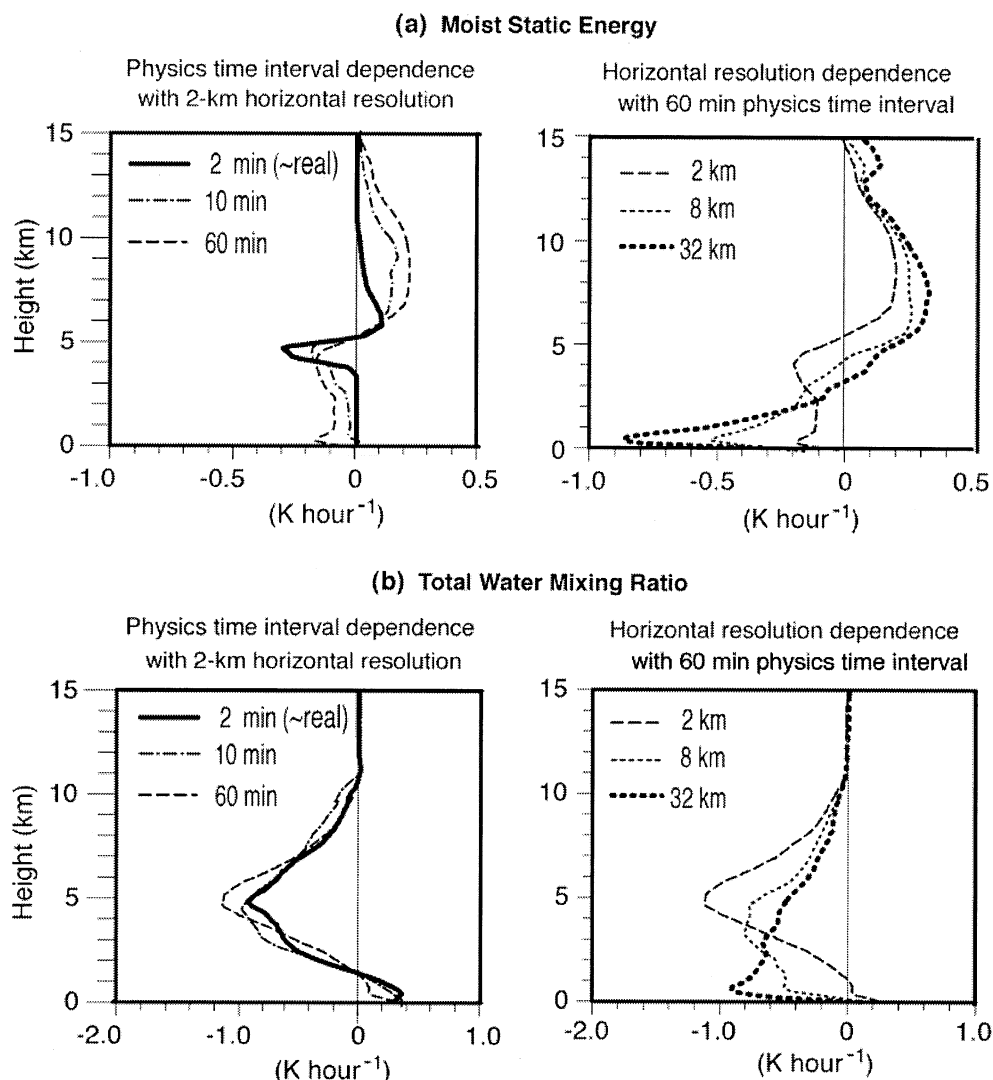 (a) Moist Static Energy
Physics time interval dependence
with 2-km horizontal resolution
15
10
5
0
Height (km)
2 min (~real)
10 min
60 min
-1.0 -0.5 0 0.5
(K hour⁻¹)
Horizontal resolution dependence
with 60 min physics time interval
15
10
5
0
2 km
8 km
32 km
-1.0 -0.5 0 0.5
(K hour⁻¹)
(b) Total Water Mixing Ratio
Physics time interval dependence
with 2-km horizontal resolution
15
10
5
0
Height (km)
2 min (~real)
10 min
60 min
-2.0 -1.0 0 1.0
(K hour⁻¹)
Horizontal resolution dependence
with 60 min physics time interval
15
10
5
0
2 km
8 km
32 km
-2.0 -1.0 0 1.0
(K hour⁻¹)